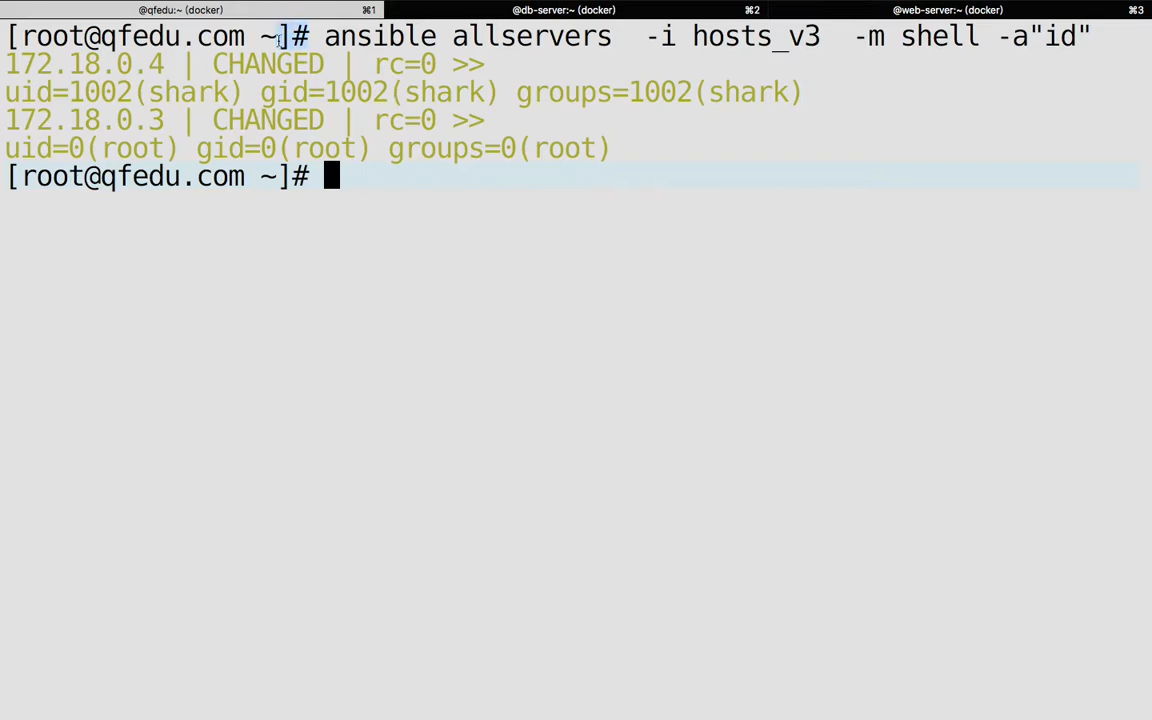 @qfedu:~ (docker) ⌘1 @db-server:~ (docker) ⌘2 @web-server:~ (docker) ⌘3
[root@qfedu.com ~]# ansible allservers  -i hosts_v3  -m shell -a"id"
172.18.0.4 | CHANGED | rc=0 >>
uid=1002(shark) gid=1002(shark) groups=1002(shark)
172.18.0.3 | CHANGED | rc=0 >>
uid=0(root) gid=0(root) groups=0(root)
[root@qfedu.com ~]#